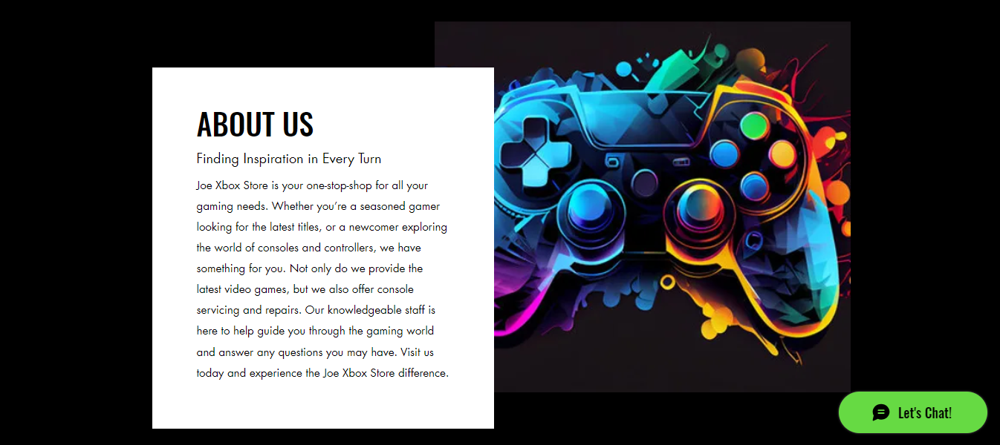 ABOUT US
Finding Inspiration in Every Turn
Joe Xbox Store is your one-stop-shop for all your
gaming needs. Whether you’re a seasoned gamer
looking for the latest titles, or a newcomer exploring
the world of consoles and controllers, we have
something for you. Not only do we provide the
latest video games, but we also offer console
servicing and repairs. Our knowledgeable staff is
here to help guide you through the gaming world
and answer any questions you may have. Visit us
today and experience the Joe Xbox Store difference.
Let's Chat!